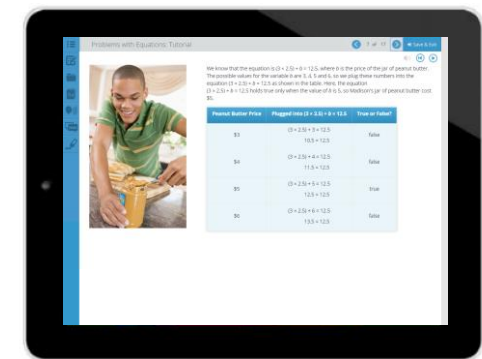 Problems with Equations: Tutorial
7 of 17
Save & Exit
We know that the equation is (3 × 2.5) + b = 12.5, where b is the price of the jar of peanut butter.
The possible values for the variable b are 3, 4, 5 and 6, so we plug these numbers into the
equation (3 × 2.5) + b = 12.5 as shown in the table. Here, the equation
(3 × 2.5) + b = 12.5 holds true only when the value of b is 5, so Madison's jar of peanut butter cost
$5.
Peanut Butter Price Plugged into (3 × 2.5) + b = 12.5 True or False?
(3 × 2.5) + 3 = 12.5
$3 false
10.5 = 12.5
(3 × 2.5) + 4 = 12.5
$4 false
11.5 = 12.5
(3 × 2.5) + 5 = 12.5
$5 true
12.5 = 12.5
(3 × 2.5) + 6 = 12.5
$6 false
13.5 = 12.5